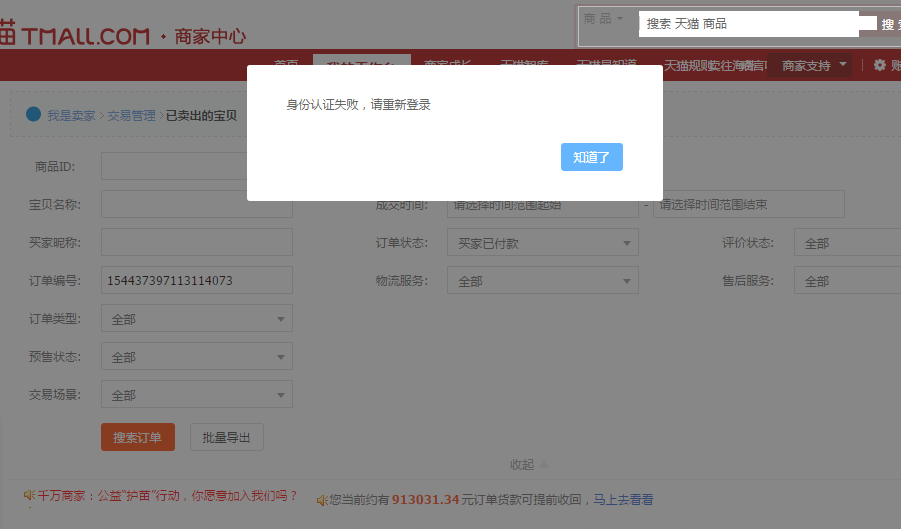 商品
搜索 天猫 商品
搜
猫 TMALL.COM · 商家中心
首页 我的工作台 商家成长 天猫智库 天猫早知道 天猫规则 商家支持
我是卖家 > 交易管理 > 已卖出的宝贝
身份认证失败，请重新登录
知道了
商品ID:
宝贝名称: 成交时间: 请选择时间范围起始 - 请选择时间范围结束
买家昵称: 订单状态: 买家已付款 评价状态: 全部
订单编号: 154437397113114073 物流服务: 全部 售后服务: 全部
订单类型: 全部
预售状态: 全部
交易场景: 全部
搜索订单 批量导出
收起
千万商家：公益“护苗”行动，你愿意加入我们吗？ 您当前约有 913031.34 元订单货款可提前收回，马上去看看